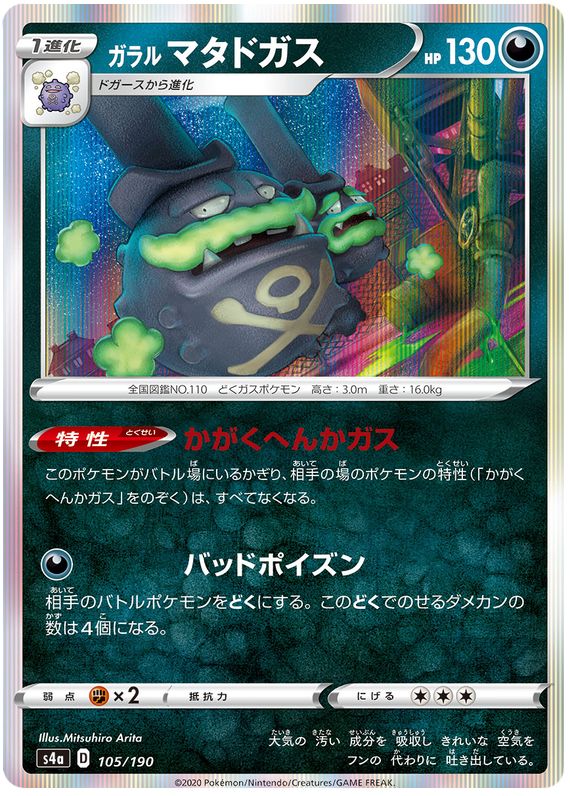 1進化
ガラル マタドガス
HP 130
ドガースから進化
全国図鑑NO.110 どくガスポケモン 高さ:3.0m 重さ:16.0kg
特性 とくせい かがくへんかガス
このポケモンがバトル場にいるかぎり、相手の場のポケモンの特性(「かがく
へんかガス」をのぞく)は、すべてなくなる。
バッドポイズン
相手のバトルポケモンをどくにする。このどくでのせるダメカンの
数は4個になる。
弱点 ×2 抵抗力 にげる
Illus.Mitsuhiro Arita
大気の 汚い 成分を 吸収し きれいな 空気を
フンの 代わりに 吐き出している。
s4a D 105/190
©2020 Pokémon/Nintendo/Creatures/GAME FREAK.